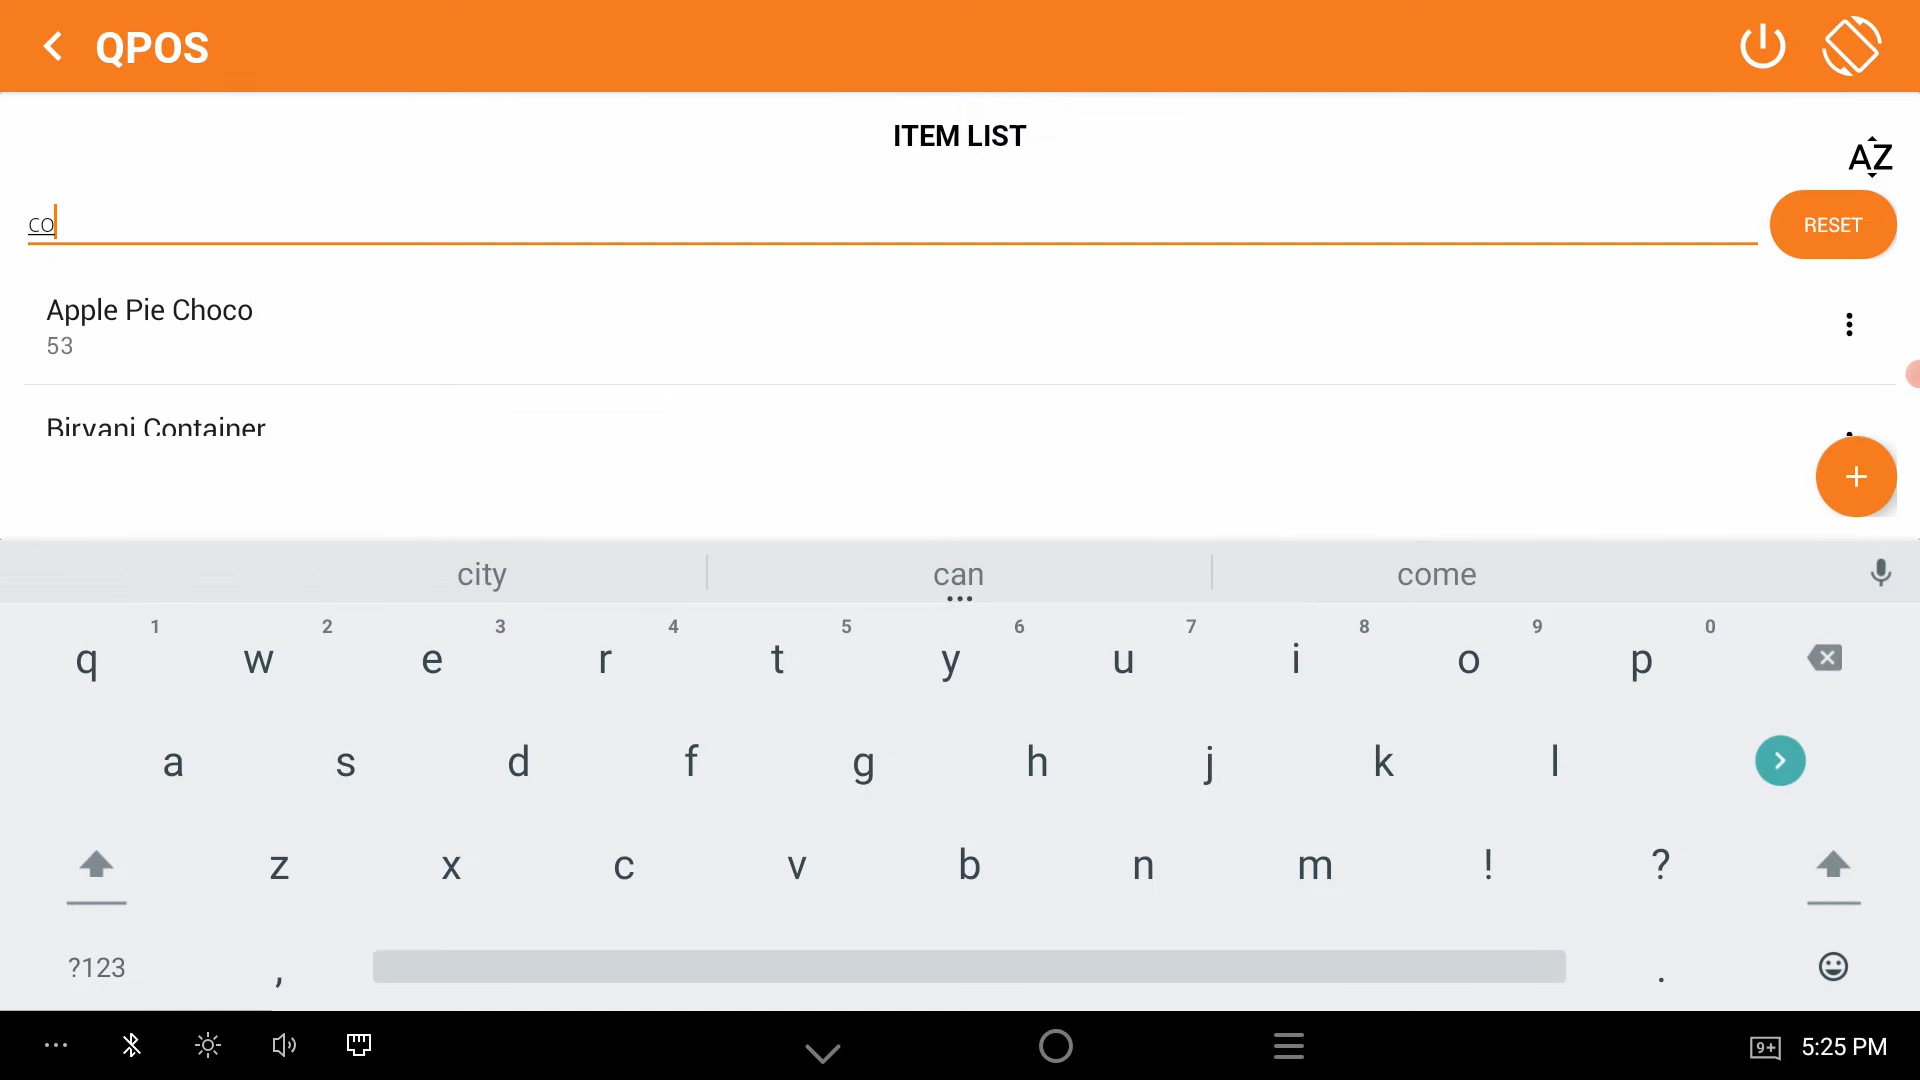 QPOS
ITEM LIST
AZ
co
RESET
Apple Pie Choco
53
Biryani Container
+
city can come
1 2 3 4 5 6 7 8 9 0
q w e r t y u i o p
a s d f g h j k l
z x c v b n m ! ?
?123 , .
9+ 5:25 PM